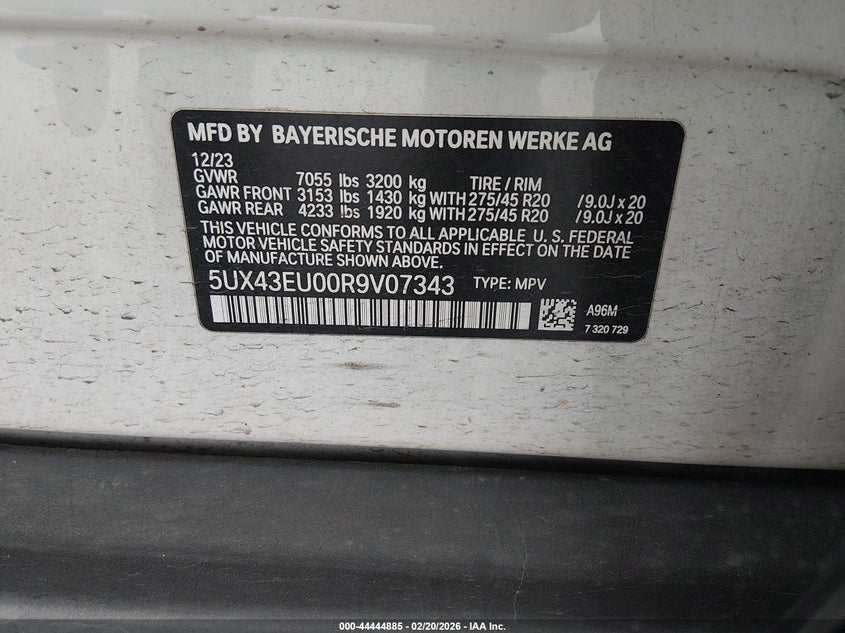 MFD BY BAYERISCHE MOTOREN WERKE AG
12/23
GVWR 7055 lbs 3200 kg TIRE / RIM
GAWR FRONT 3153 lbs 1430 kg WITH 275/45 R20 /9.0J x 20
GAWR REAR 4233 lbs 1920 kg WITH 275/45 R20 /9.0J x 20
THIS VEHICLE CONFORMS TO ALL APPLICABLE U. S. FEDERAL
MOTOR VEHICLE SAFETY STANDARDS IN EFFECT ON THE DATE
OF MANUFACTURE SHOWN ABOVE.
5UX43EU00R9V07343 TYPE: MPV
A96M
7 320 729
000-44444885 - 02/20/2026 - IAA Inc.